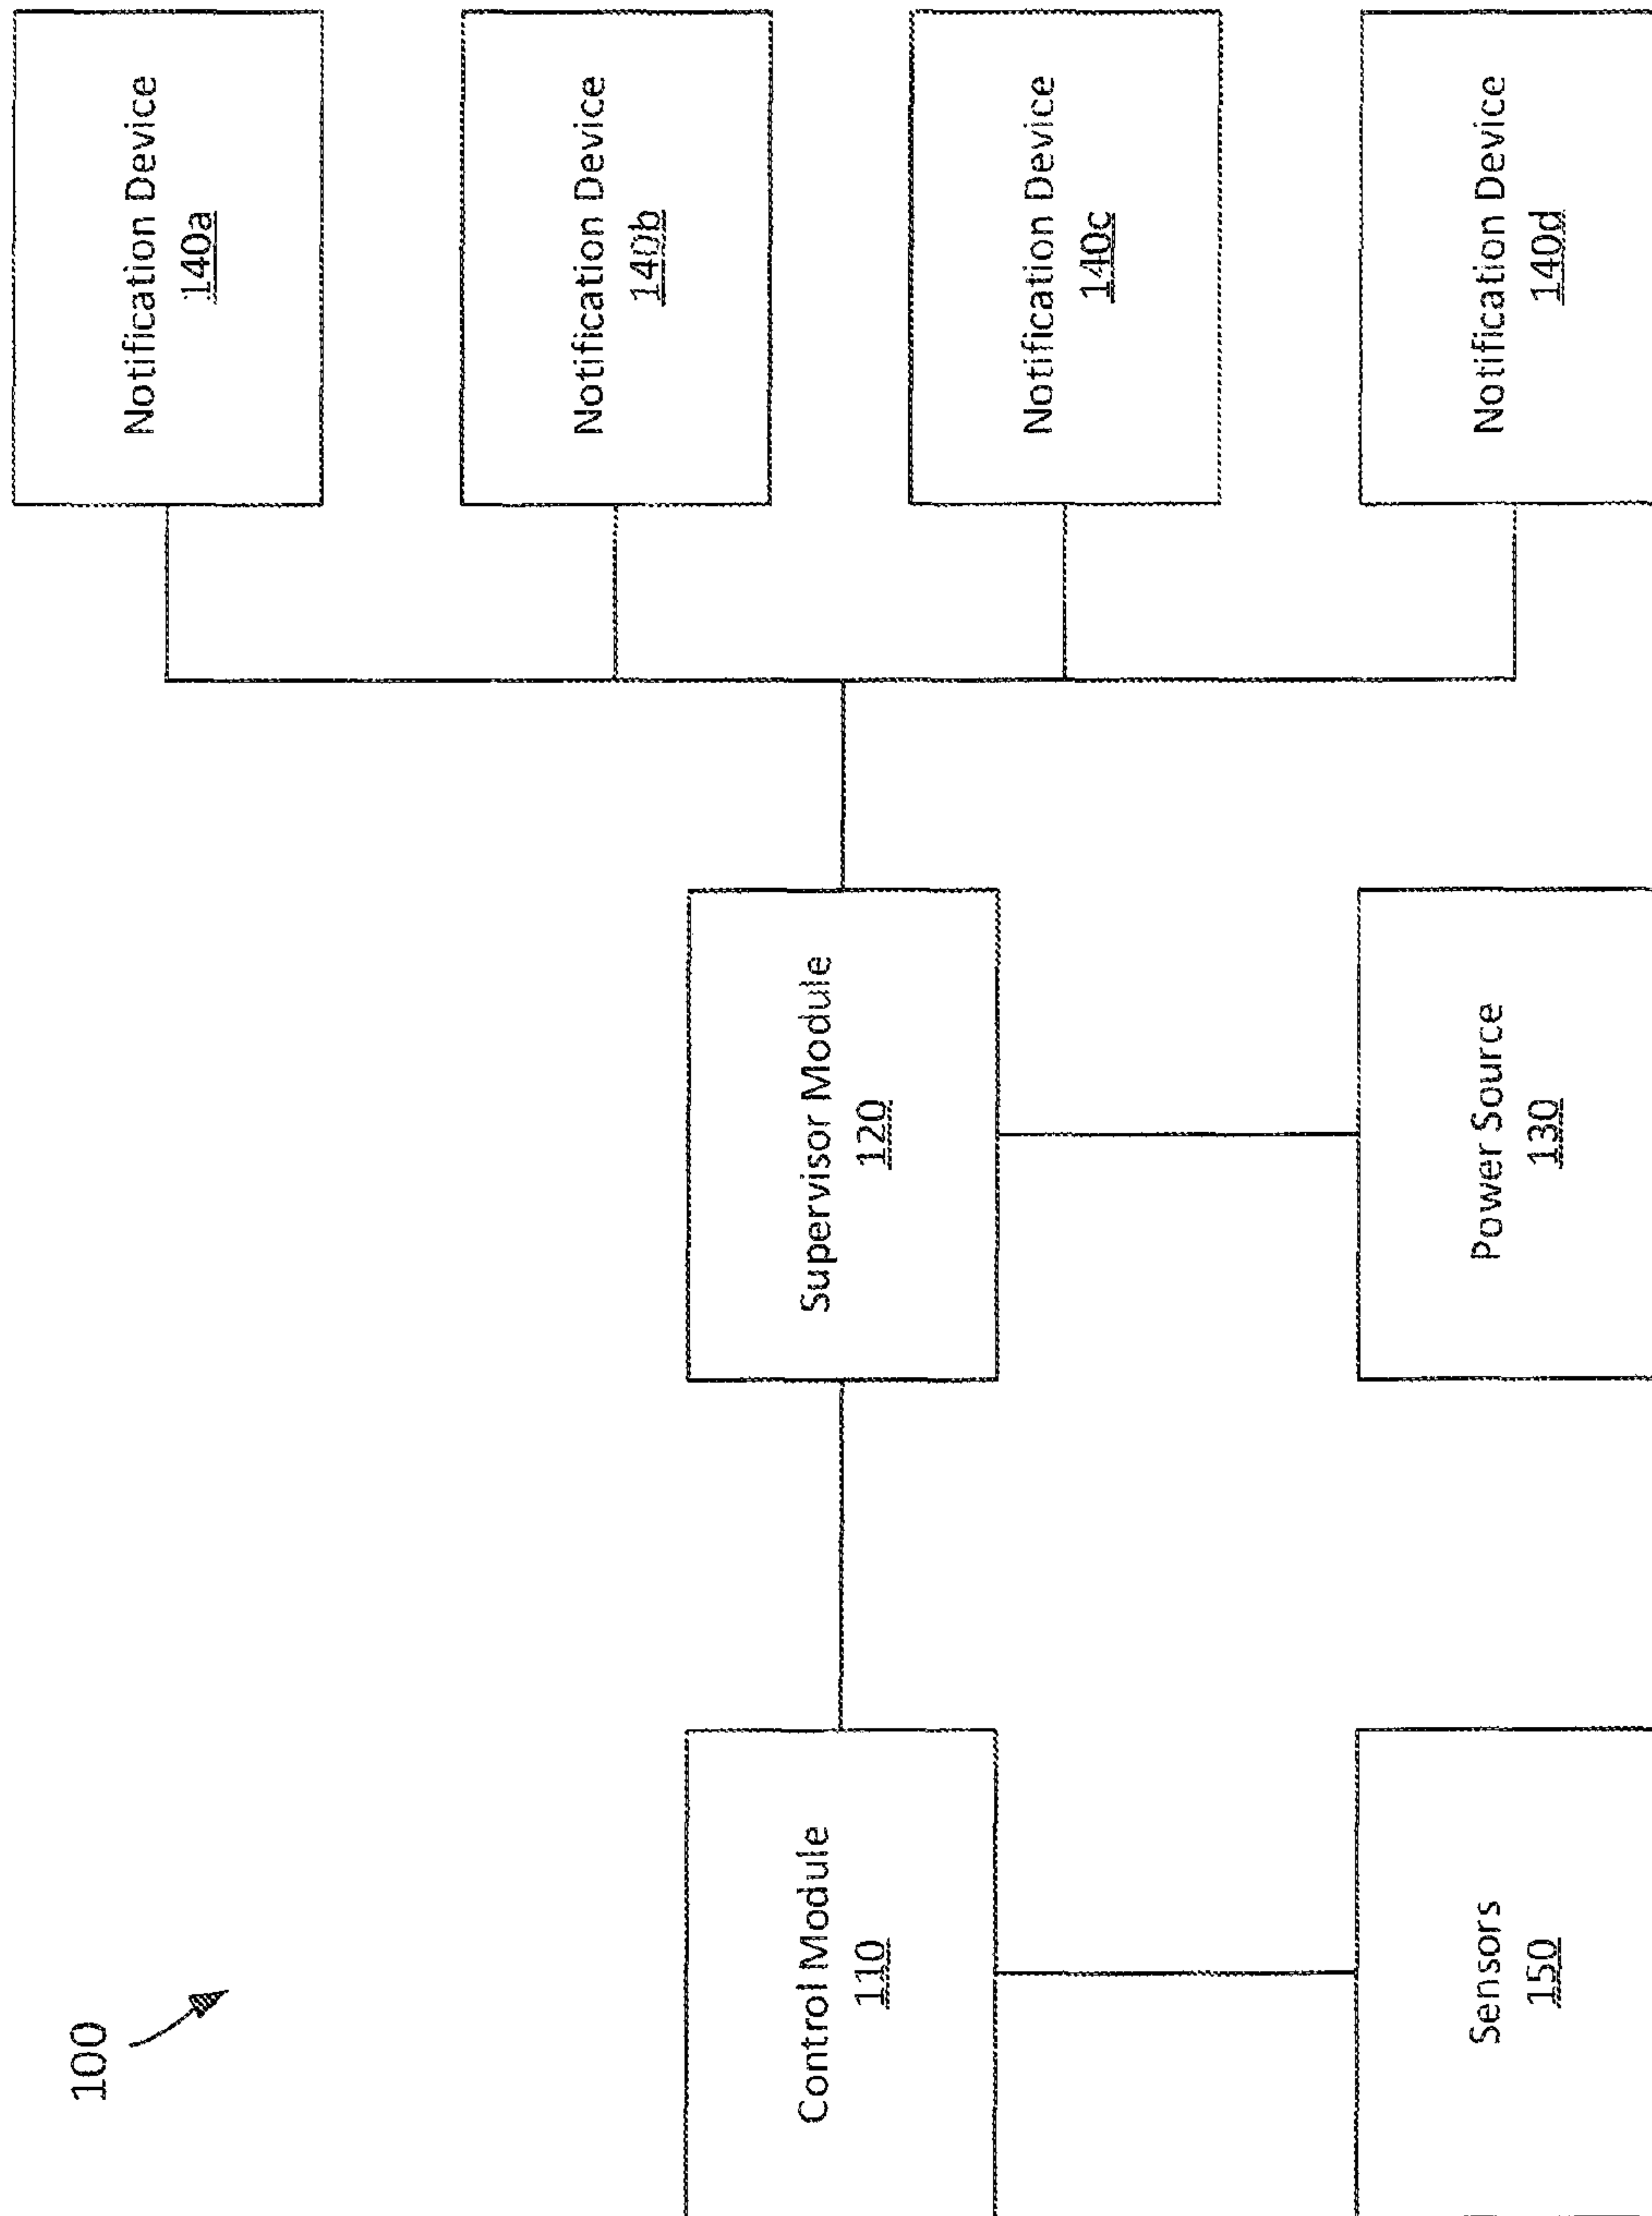 100
Control Module
110
Sensors
150
Supervisor Module
120
Power Source
130
Notification Device
140a
Notification Device
140b
Notification Device
140c
Notification Device
140d